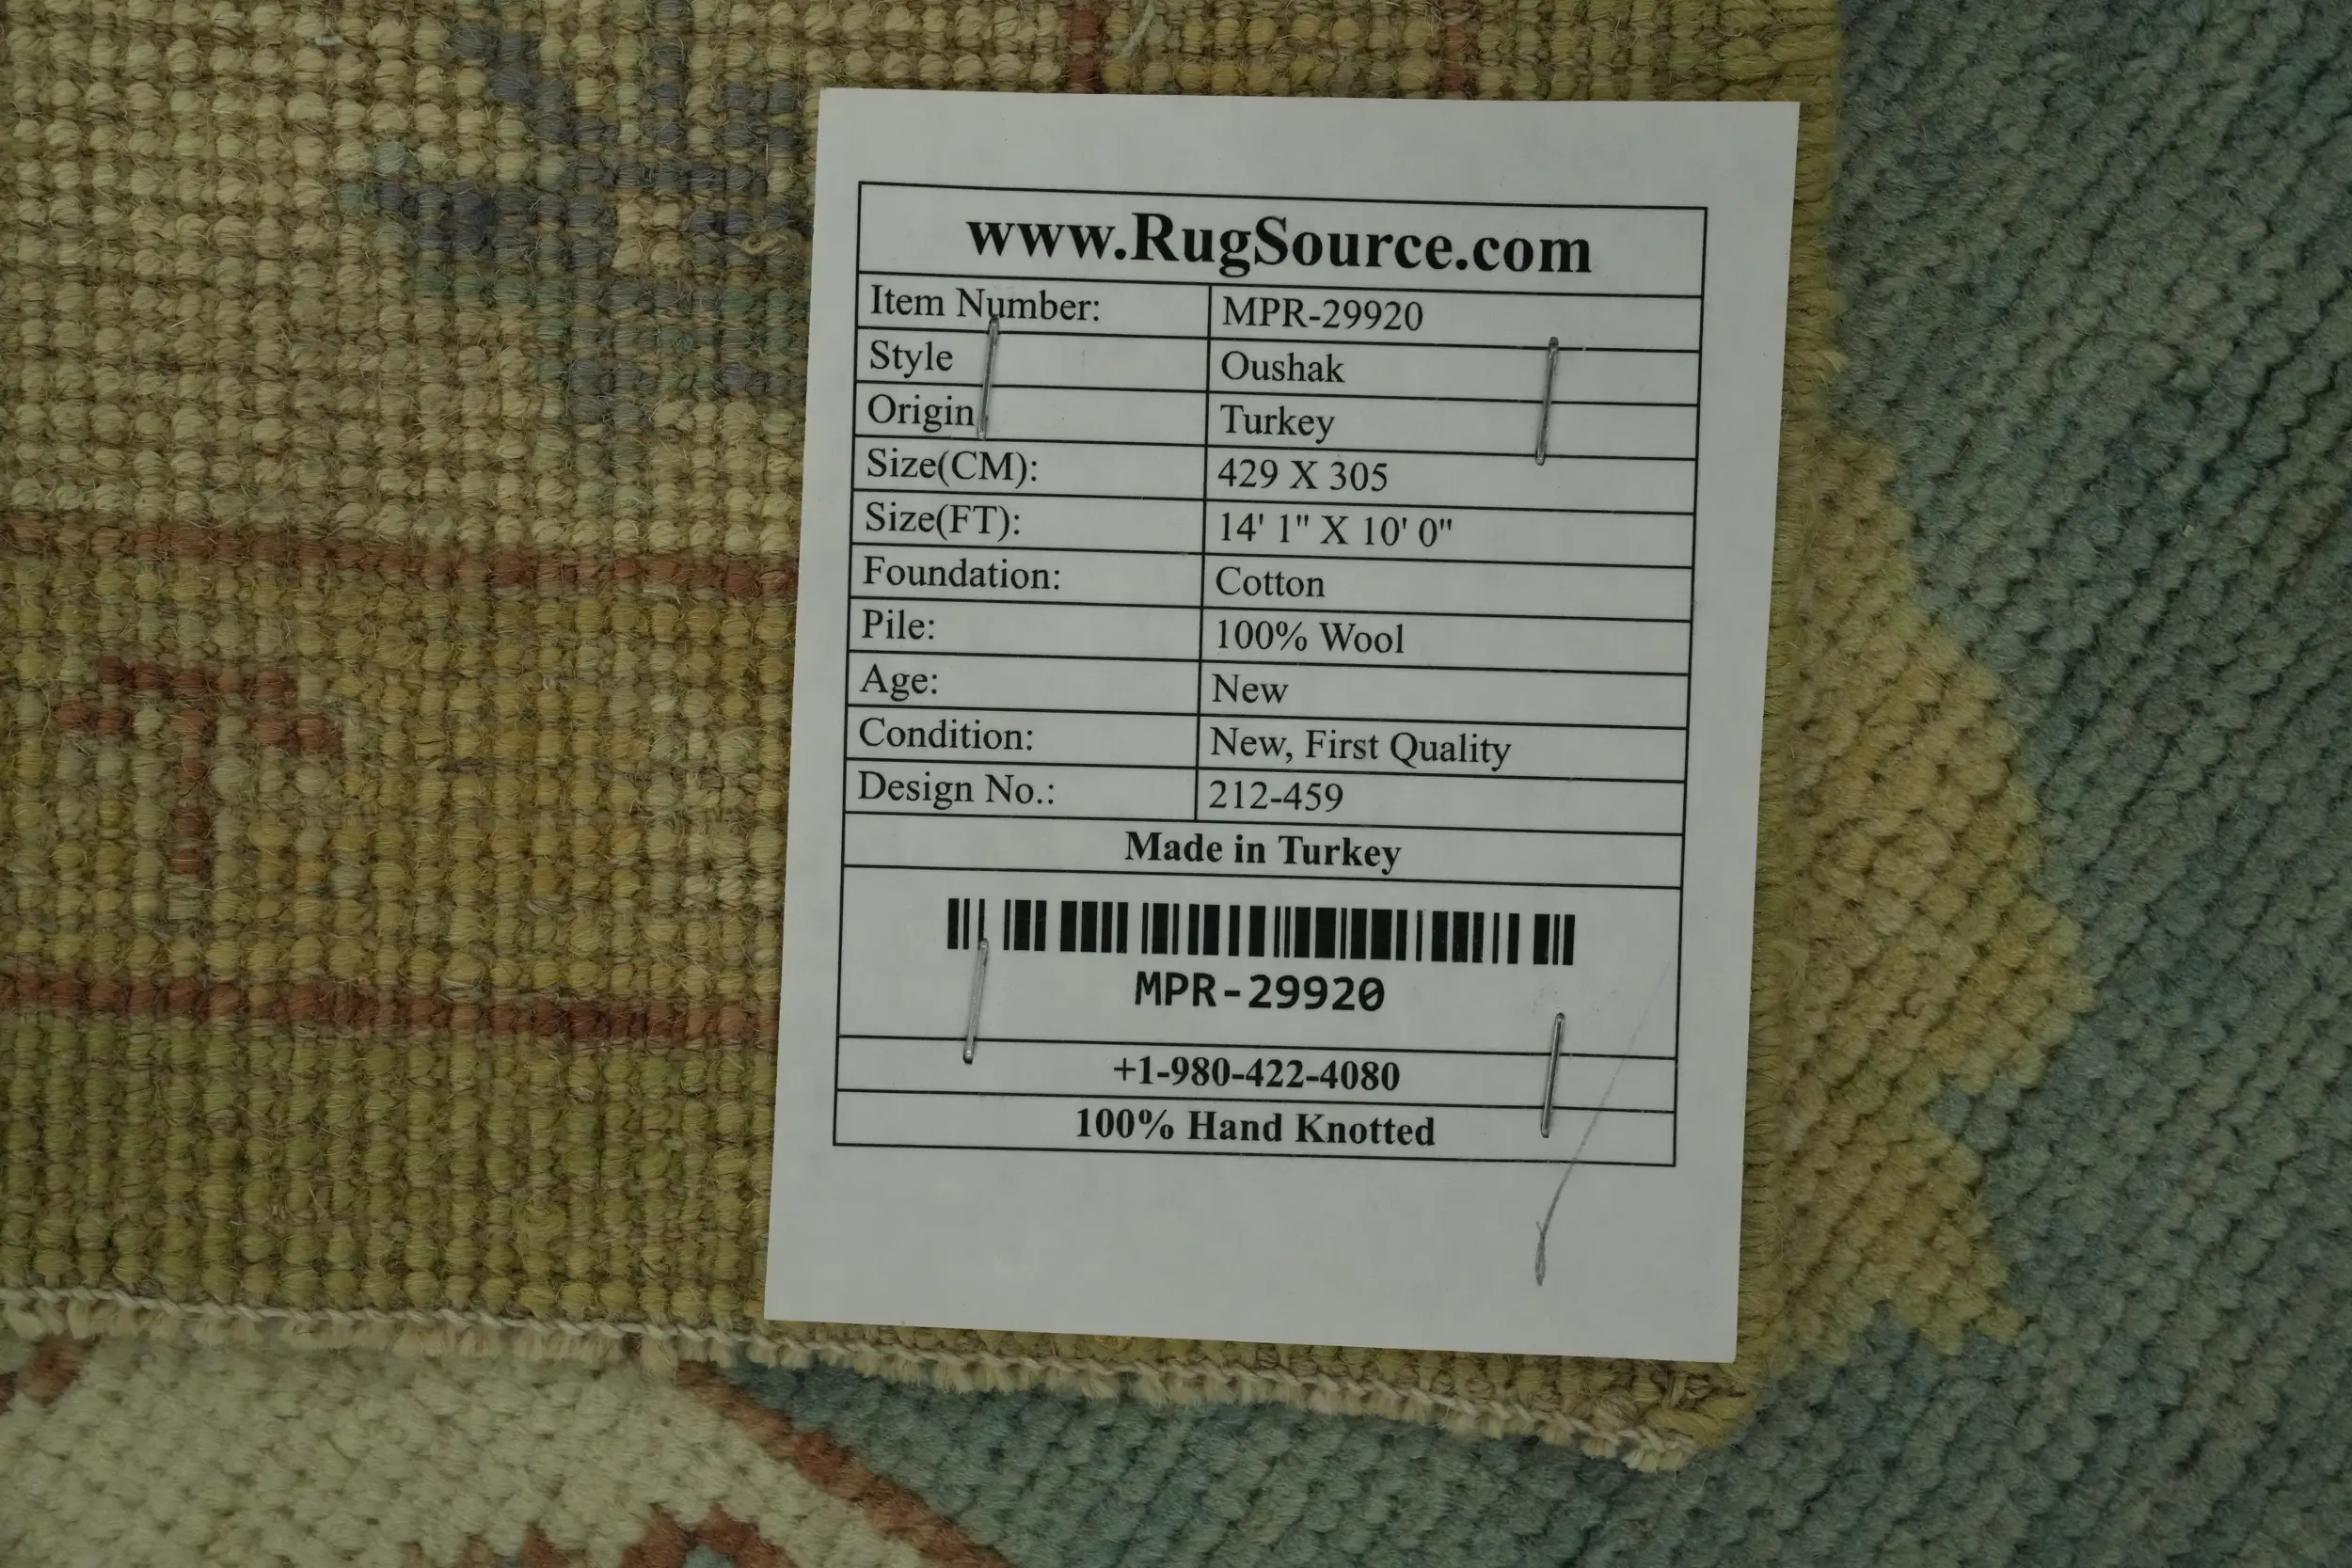 www.RugSource.com
Item Number: MPR-29920
Style Oushak
Origin Turkey
Size(CM): 429 X 305
Size(FT): 14' 1" X 10' 0"
Foundation: Cotton
Pile: 100% Wool
Age: New
Condition: New, First Quality
Design No.: 212-459
Made in Turkey
MPR-29920
+1-980-422-4080
100% Hand Knotted